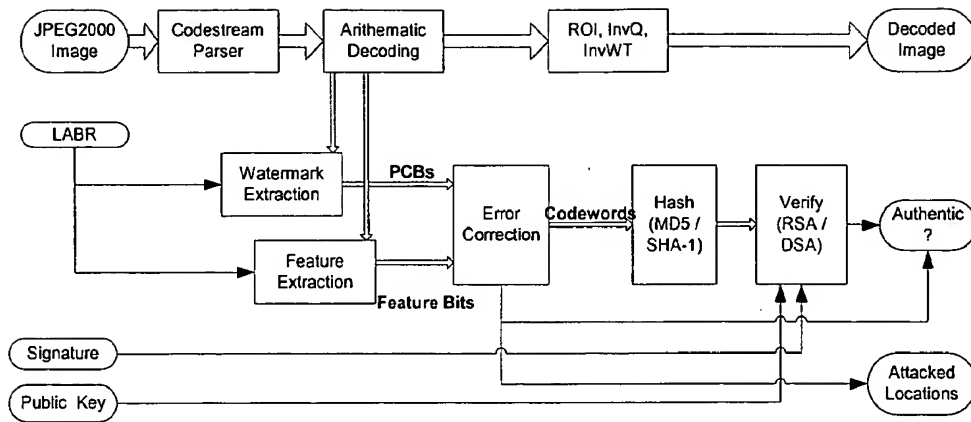 JPEG2000
Image
Codestream
Parser
Arithmatic
Decoding
ROI, InvQ,
InvWT
Decoded
Image
LABR
Watermark
Extraction
PCBs
Feature
Extraction
Feature Bits
Error
Correction
Codewords
Hash
(MD5 /
SHA-1)
Verify
(RSA /
DSA)
Authentic
?
Signature
Public Key
Attacked
Locations